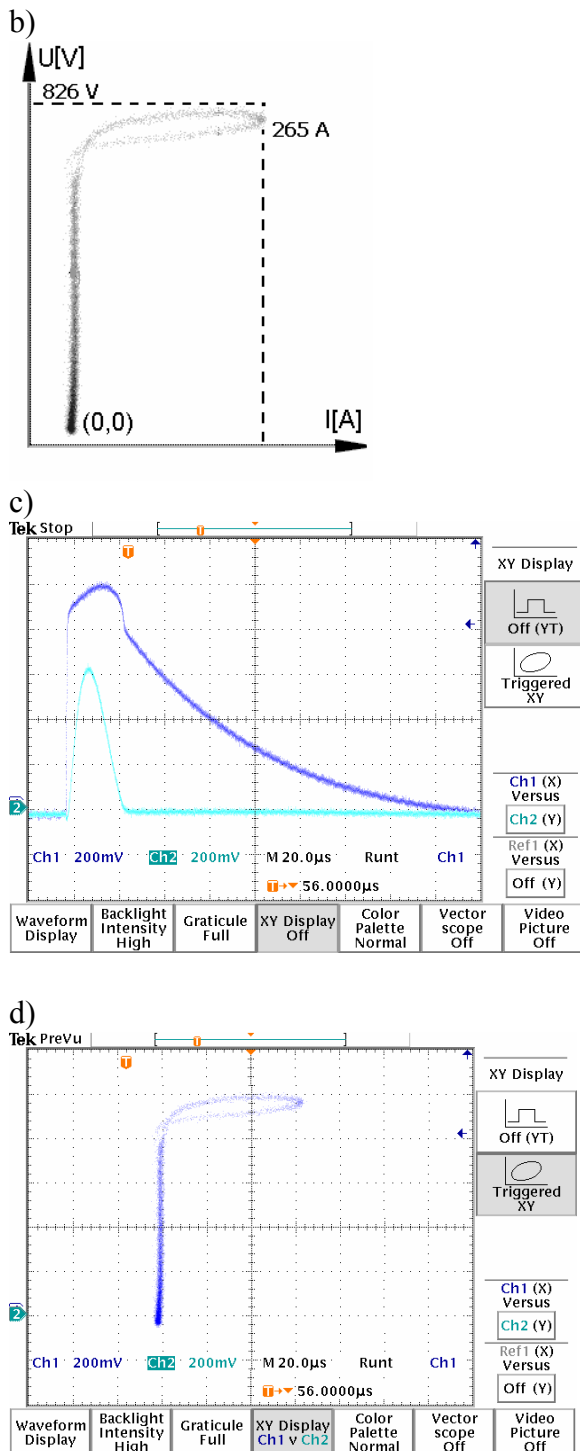 b)
U[V]
826 V
265 A
(0,0)
I[A]
c)
Tek Stop
T
XY Display
Off (YT)
Triggered
XY
2
Ch1 (X)
Versus
Ch2 (Y)
Ref1 (X)
Versus
Off (Y)
Ch1 200mV Ch2 200mV M 20.0µs Runt Ch1
T→▼ 56.0000µs
Waveform
Display
Backlight
Intensity
High
Graticule
Full
XY Display
Off
Color
Palette
Normal
Vector
scope
Off
Video
Picture
Off
d)
Tek PreVu
T
XY Display
Off (YT)
Triggered
XY
2
Ch1 (X)
Versus
Ch2 (Y)
Ref1 (X)
Versus
Off (Y)
Ch1 200mV Ch2 200mV M 20.0µs Runt Ch1
T→▼ 56.0000µs
Waveform
Display
Backlight
Intensity
High
Graticule
Full
XY Display
Ch1 v Ch2
Color
Palette
Normal
Vector
scope
Off
Video
Picture
Off